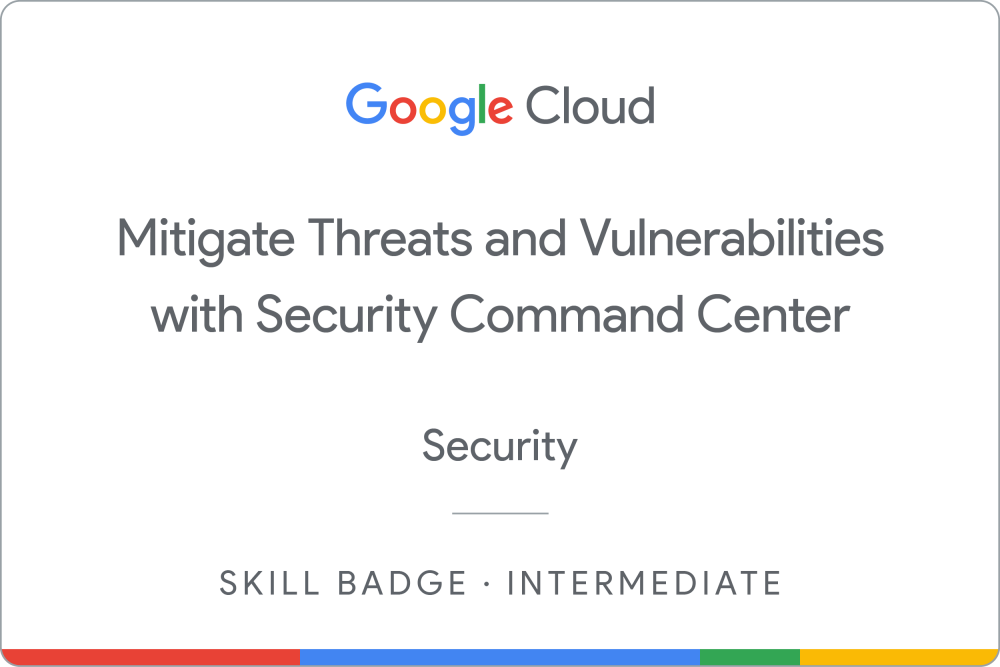 Google Cloud
Mitigate Threats and Vulnerabilities
with Security Command Center
Security
SKILL BADGE · INTERMEDIATE